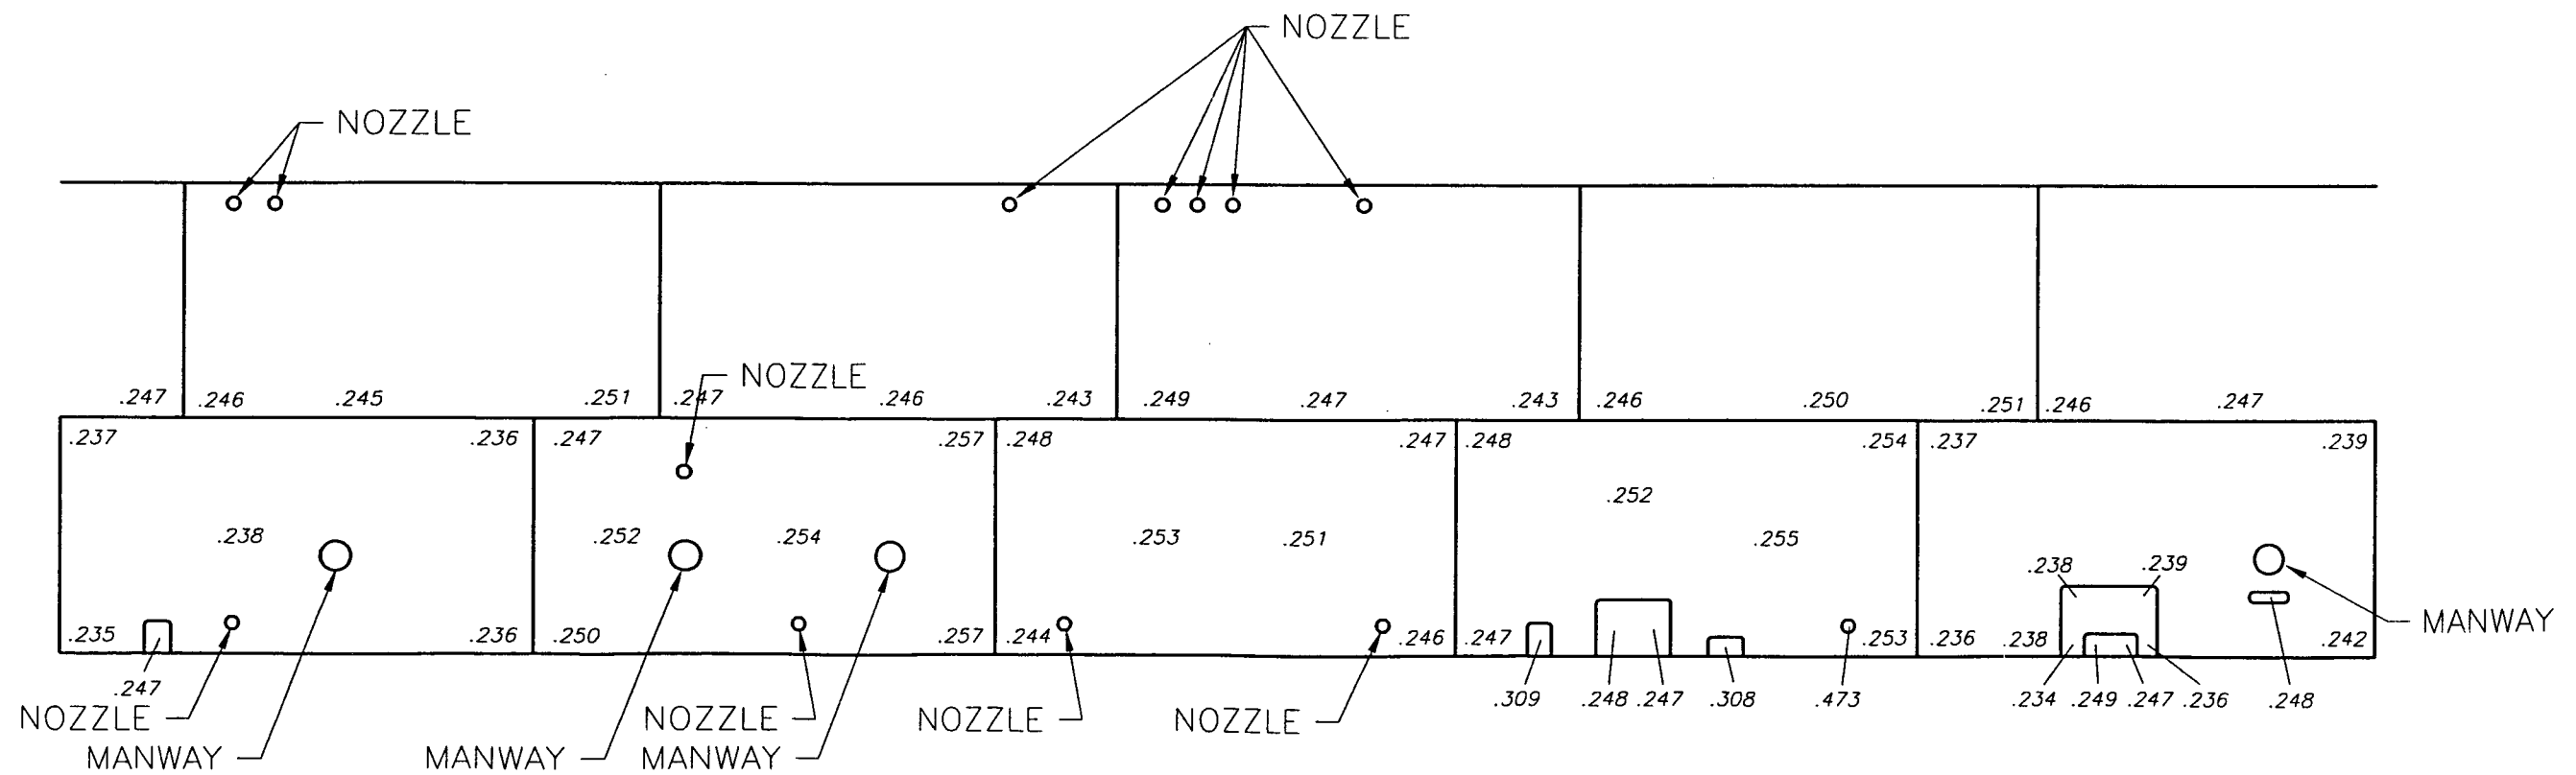 NOZZLE
NOZZLE
.247 .246 .245 .251 .247 .246 .243 .249 .247 .243 .246 .250 .251 .246 .247
NOZZLE
.237 .236 .247 .257 .248 .247 .248 .254 .237 .239
.252
.238 .252 .254 .253 .251 .255
.238 .239
.235 .236 .250 .257 .244 .246 .247 .253 .236 .238 .242
MANWAY
.247 .309 .248 .247 .308 .473 .234 .249 .247 .236 .248
NOZZLE NOZZLE NOZZLE NOZZLE
MANWAY MANWAY MANWAY